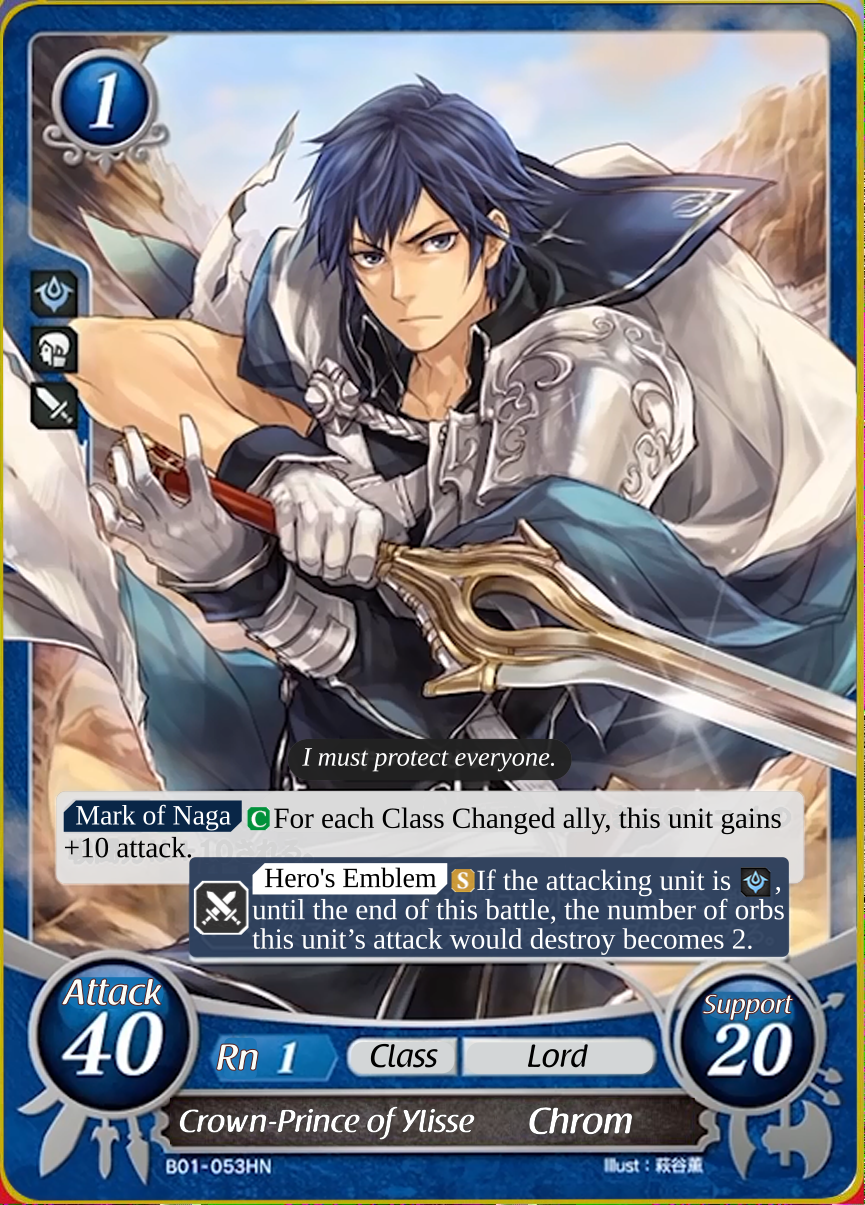 1
I must protect everyone.
Mark of Naga C For each Class Changed ally, this unit gains
+10 attack.
Hero's Emblem S If the attacking unit is ,
until the end of this battle, the number of orbs
this unit’s attack would destroy becomes 2.
Attack
40
Rn 1
Class
Lord
Support
20
Crown-Prince of Ylisse
Chrom
B01-053HN
Illust：萩谷薫